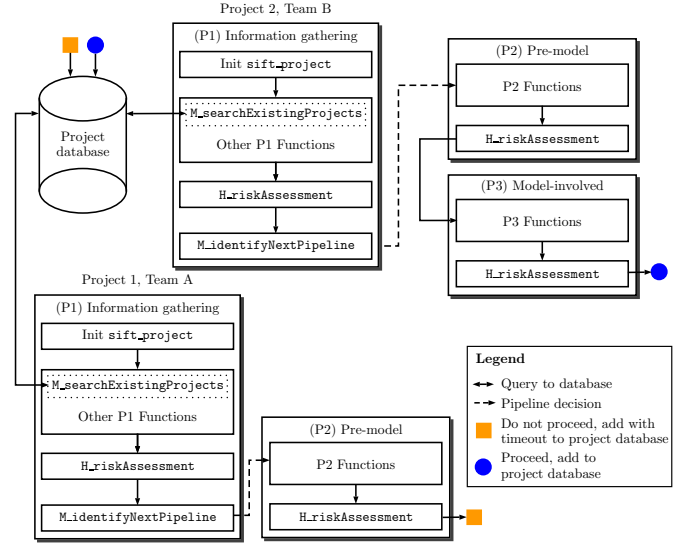 Project 2, Team B
(P1) Information gathering
Init sift_project
M_searchExistingProjects
Other P1 Functions
H_riskAssessment
M_identifyNextPipeline
Project
database
(P2) Pre-model
P2 Functions
H_riskAssessment
(P3) Model-involved
P3 Functions
H_riskAssessment
Project 1, Team A
(P1) Information gathering
Init sift_project
M_searchExistingProjects
Other P1 Functions
H_riskAssessment
M_identifyNextPipeline
(P2) Pre-model
P2 Functions
H_riskAssessment
Legend
Query to database
Pipeline decision
Do not proceed, add with
timeout to project database
Proceed, add to
project database